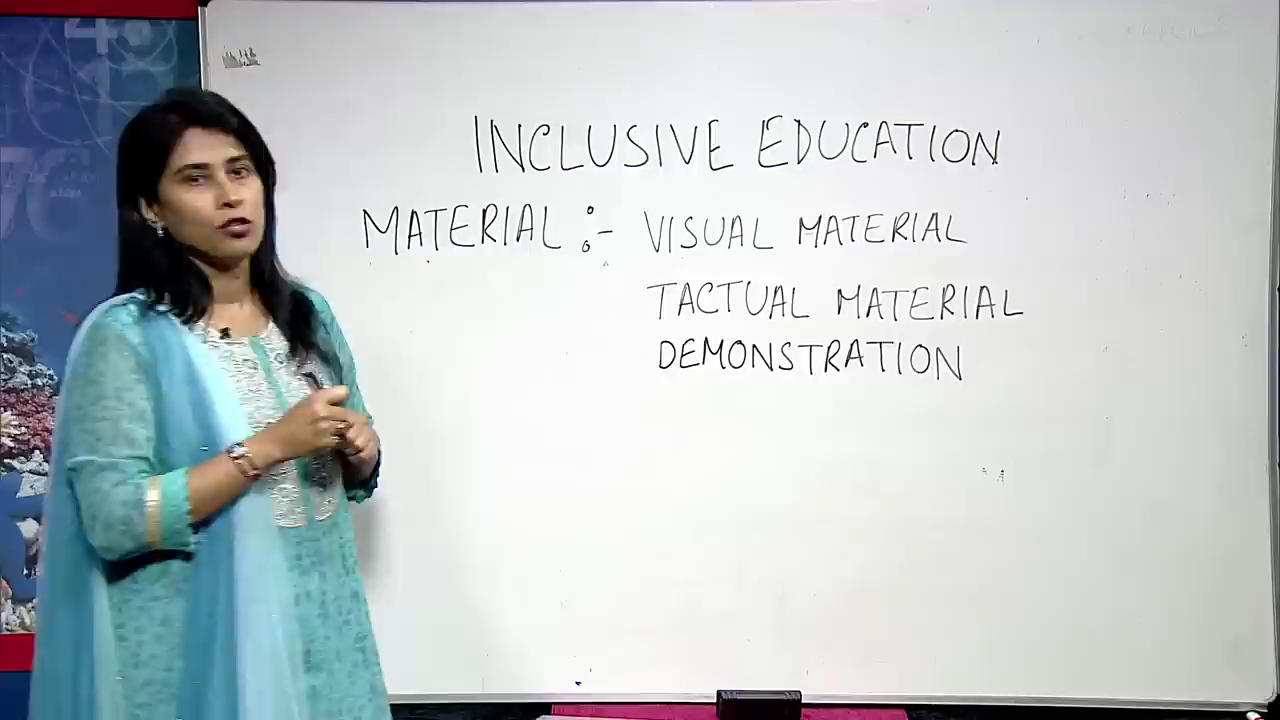 INCLUSIVE EDUCATION
MATERIAL :- VISUAL MATERIAL
TACTUAL MATERIAL
DEMONSTRATION